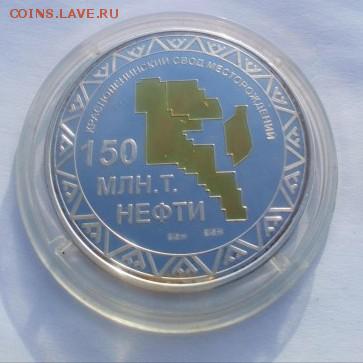 COINS.LAVE.RU
КРАСНОЛЕНИНСКИЙ СВОД МЕСТОРОЖДЕНИЙ
150
МЛН.Т.
НЕФТИ